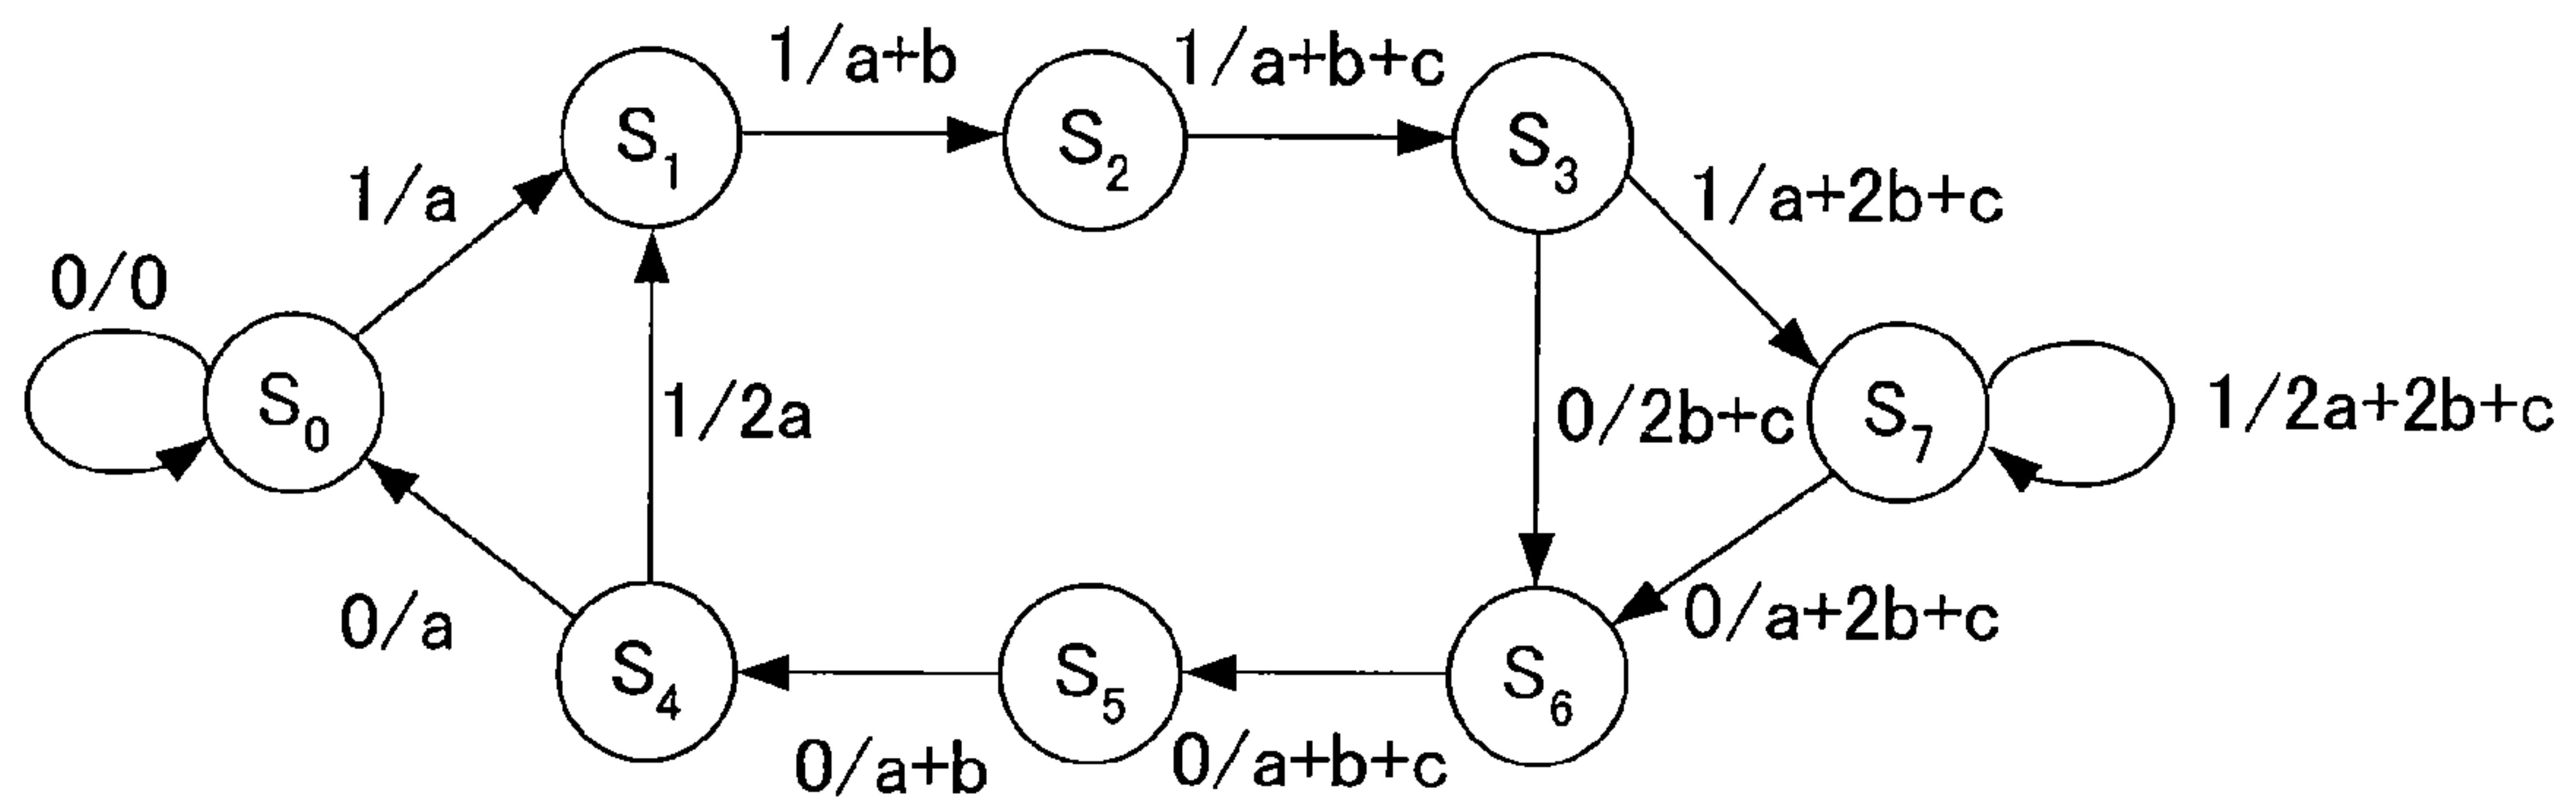 1/a+b
1/a+b+c
S1
S2
S3
1/a
1/a+2b+c
0/0
S0
1/2a
0/2b+c
S7
1/2a+2b+c
0/a
S4
S5
S6
0/a+2b+c
0/a+b
0/a+b+c